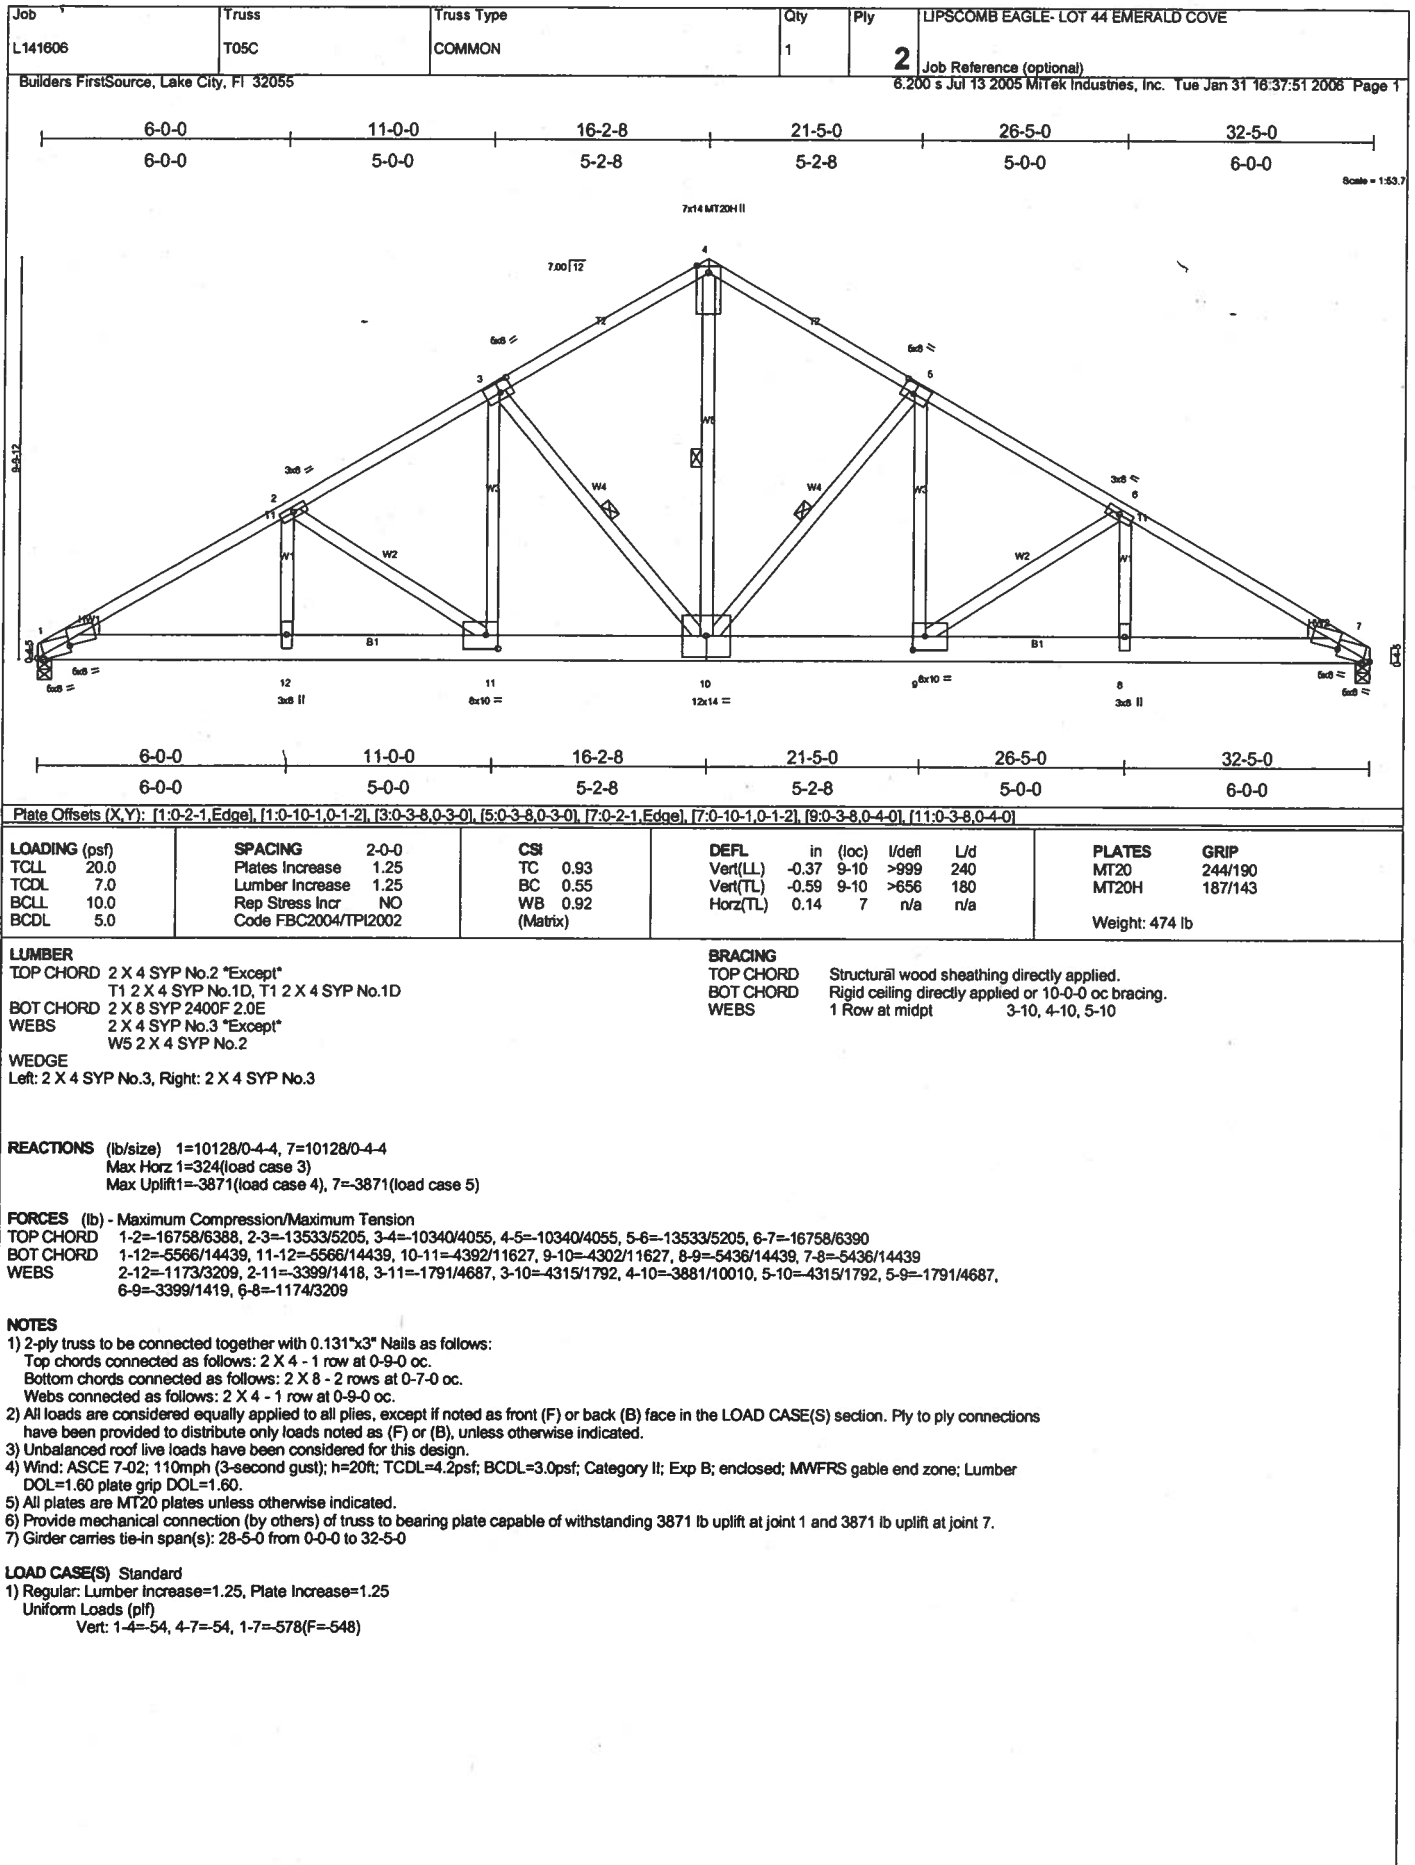 Job Truss Truss Type Qty Ply LIPSCOMB EAGLE- LOT 44 EMERALD COVE
L141606 T05C COMMON 1 2 Job Reference (optional)
Builders FirstSource, Lake City, Fl 32055 6.200 s Jul 13 2005 MiTek Industries, Inc. Tue Jan 31 16:37:51 2006 Page 1
6-0-0 11-0-0 16-2-8 21-5-0 26-5-0 32-5-0
6-0-0 5-0-0 5-2-8 5-2-8 5-0-0 6-0-0
Scale = 1:53.7
7x14 MT20H II
4
7.00 12
T2 T2
5x8 = 5x8 =
3 5
W5
9-9-12
3x8 = 3x8 =
2 6
T1 T1
W3 W4 W4 W3
W1 W2 W2 W1
1 HW1 B1 B1 HW2 7
0-4-5 0-4-5
5x8 = 5x8 =
5x8 = 5x8 =
12 11 10 9 8x10 = 8
3x8 II 8x10 = 12x14 = 3x8 II
6-0-0 11-0-0 16-2-8 21-5-0 26-5-0 32-5-0
6-0-0 5-0-0 5-2-8 5-2-8 5-0-0 6-0-0
Plate Offsets (X,Y): [1:0-2-1,Edge], [1:0-10-1,0-1-2], [3:0-3-8,0-3-0], [5:0-3-8,0-3-0], [7:0-2-1,Edge], [7:0-10-1,0-1-2], [9:0-3-8,0-4-0], [11:0-3-8,0-4-0]
LOADING (psf) SPACING 2-0-0 CSI DEFL in (loc) l/defl L/d PLATES GRIP
TCLL 20.0 Plates Increase 1.25 TC 0.93 Vert(LL) -0.37 9-10 >999 240 MT20 244/190
TCDL 7.0 Lumber Increase 1.25 BC 0.55 Vert(TL) -0.59 9-10 >656 180 MT20H 187/143
BCLL 10.0 Rep Stress Incr NO WB 0.92 Horz(TL) 0.14 7 n/a n/a
BCDL 5.0 Code FBC2004/TPI2002 (Matrix) Weight: 474 lb
LUMBER BRACING
TOP CHORD 2 X 4 SYP No.2 *Except* TOP CHORD Structural wood sheathing directly applied.
T1 2 X 4 SYP No.1D, T1 2 X 4 SYP No.1D BOT CHORD Rigid ceiling directly applied or 10-0-0 oc bracing.
BOT CHORD 2 X 8 SYP 2400F 2.0E WEBS 1 Row at midpt 3-10, 4-10, 5-10
WEBS 2 X 4 SYP No.3 *Except*
W5 2 X 4 SYP No.2
WEDGE
Left: 2 X 4 SYP No.3, Right: 2 X 4 SYP No.3
REACTIONS (lb/size) 1=10128/0-4-4, 7=10128/0-4-4
Max Horz 1=324(load case 3)
Max Uplift1=-3871(load case 4), 7=-3871(load case 5)
FORCES (lb) - Maximum Compression/Maximum Tension
TOP CHORD 1-2=-16758/6388, 2-3=-13533/5205, 3-4=-10340/4055, 4-5=-10340/4055, 5-6=-13533/5205, 6-7=-16758/6390
BOT CHORD 1-12=-5566/14439, 11-12=-5566/14439, 10-11=-4392/11627, 9-10=-4302/11627, 8-9=-5436/14439, 7-8=-5436/14439
WEBS 2-12=-1173/3209, 2-11=-3399/1418, 3-11=-1791/4687, 3-10=-4315/1792, 4-10=-3881/10010, 5-10=-4315/1792, 5-9=-1791/4687,
6-9=-3399/1419, 6-8=-1174/3209
NOTES
1) 2-ply truss to be connected together with 0.131"x3" Nails as follows:
Top chords connected as follows: 2 X 4 - 1 row at 0-9-0 oc.
Bottom chords connected as follows: 2 X 8 - 2 rows at 0-7-0 oc.
Webs connected as follows: 2 X 4 - 1 row at 0-9-0 oc.
2) All loads are considered equally applied to all plies, except if noted as front (F) or back (B) face in the LOAD CASE(S) section. Ply to ply connections
have been provided to distribute only loads noted as (F) or (B), unless otherwise indicated.
3) Unbalanced roof live loads have been considered for this design.
4) Wind: ASCE 7-02; 110mph (3-second gust); h=20ft; TCDL=4.2psf; BCDL=3.0psf; Category II; Exp B; enclosed; MWFRS gable end zone; Lumber
DOL=1.60 plate grip DOL=1.60.
5) All plates are MT20 plates unless otherwise indicated.
6) Provide mechanical connection (by others) of truss to bearing plate capable of withstanding 3871 lb uplift at joint 1 and 3871 lb uplift at joint 7.
7) Girder carries tie-in span(s): 28-5-0 from 0-0-0 to 32-5-0
LOAD CASE(S) Standard
1) Regular: Lumber Increase=1.25, Plate Increase=1.25
Uniform Loads (plf)
Vert: 1-4=-54, 4-7=-54, 1-7=-578(F=-548)